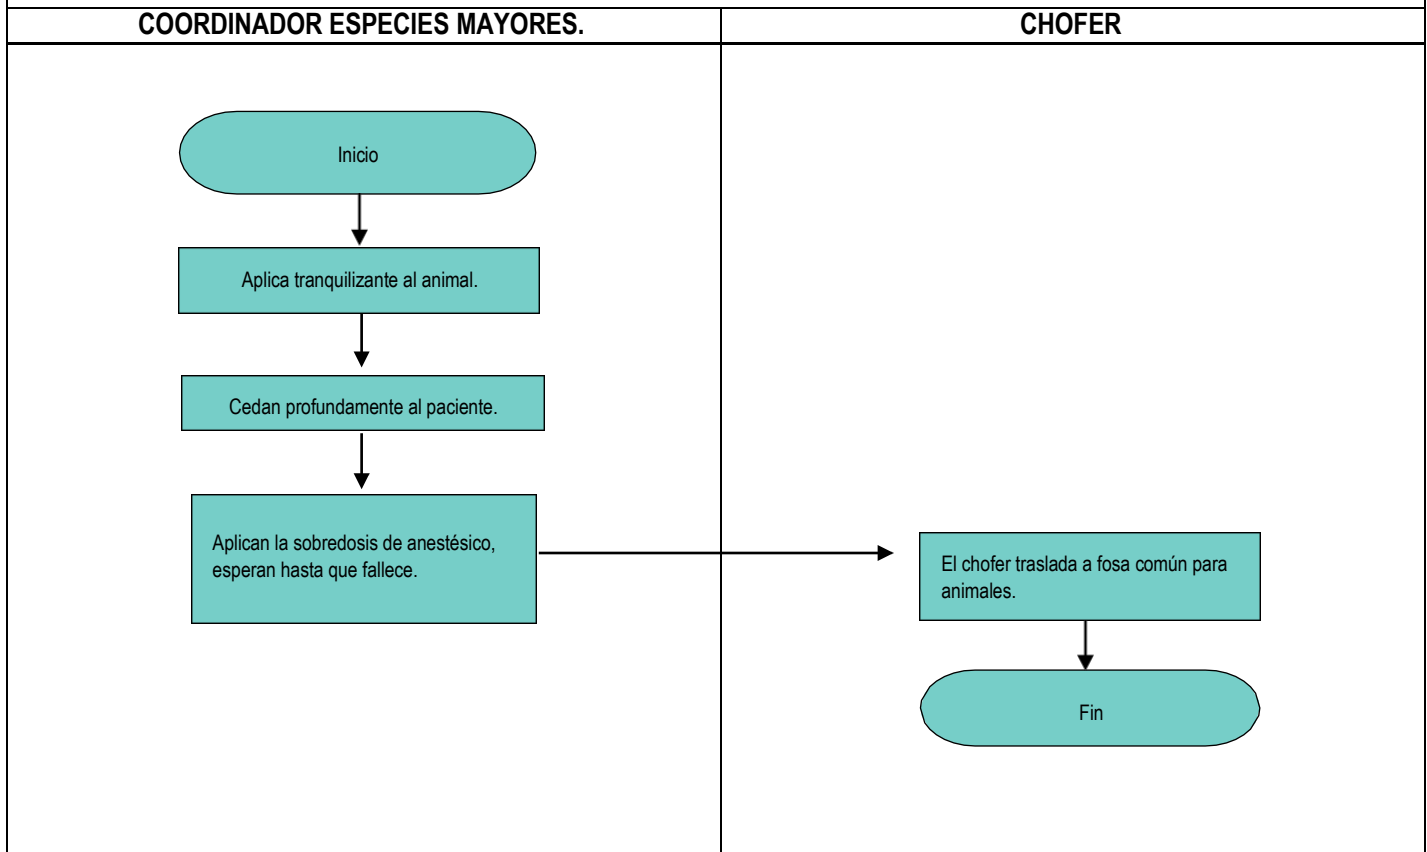 COORDINADOR ESPECIES MAYORES.
CHOFER
Inicio
Aplica tranquilizante al animal.
Cedan profundamente al paciente.
Aplican la sobredosis de anestésico,
esperan hasta que fallece.
El chofer traslada a fosa común para
animales.
Fin